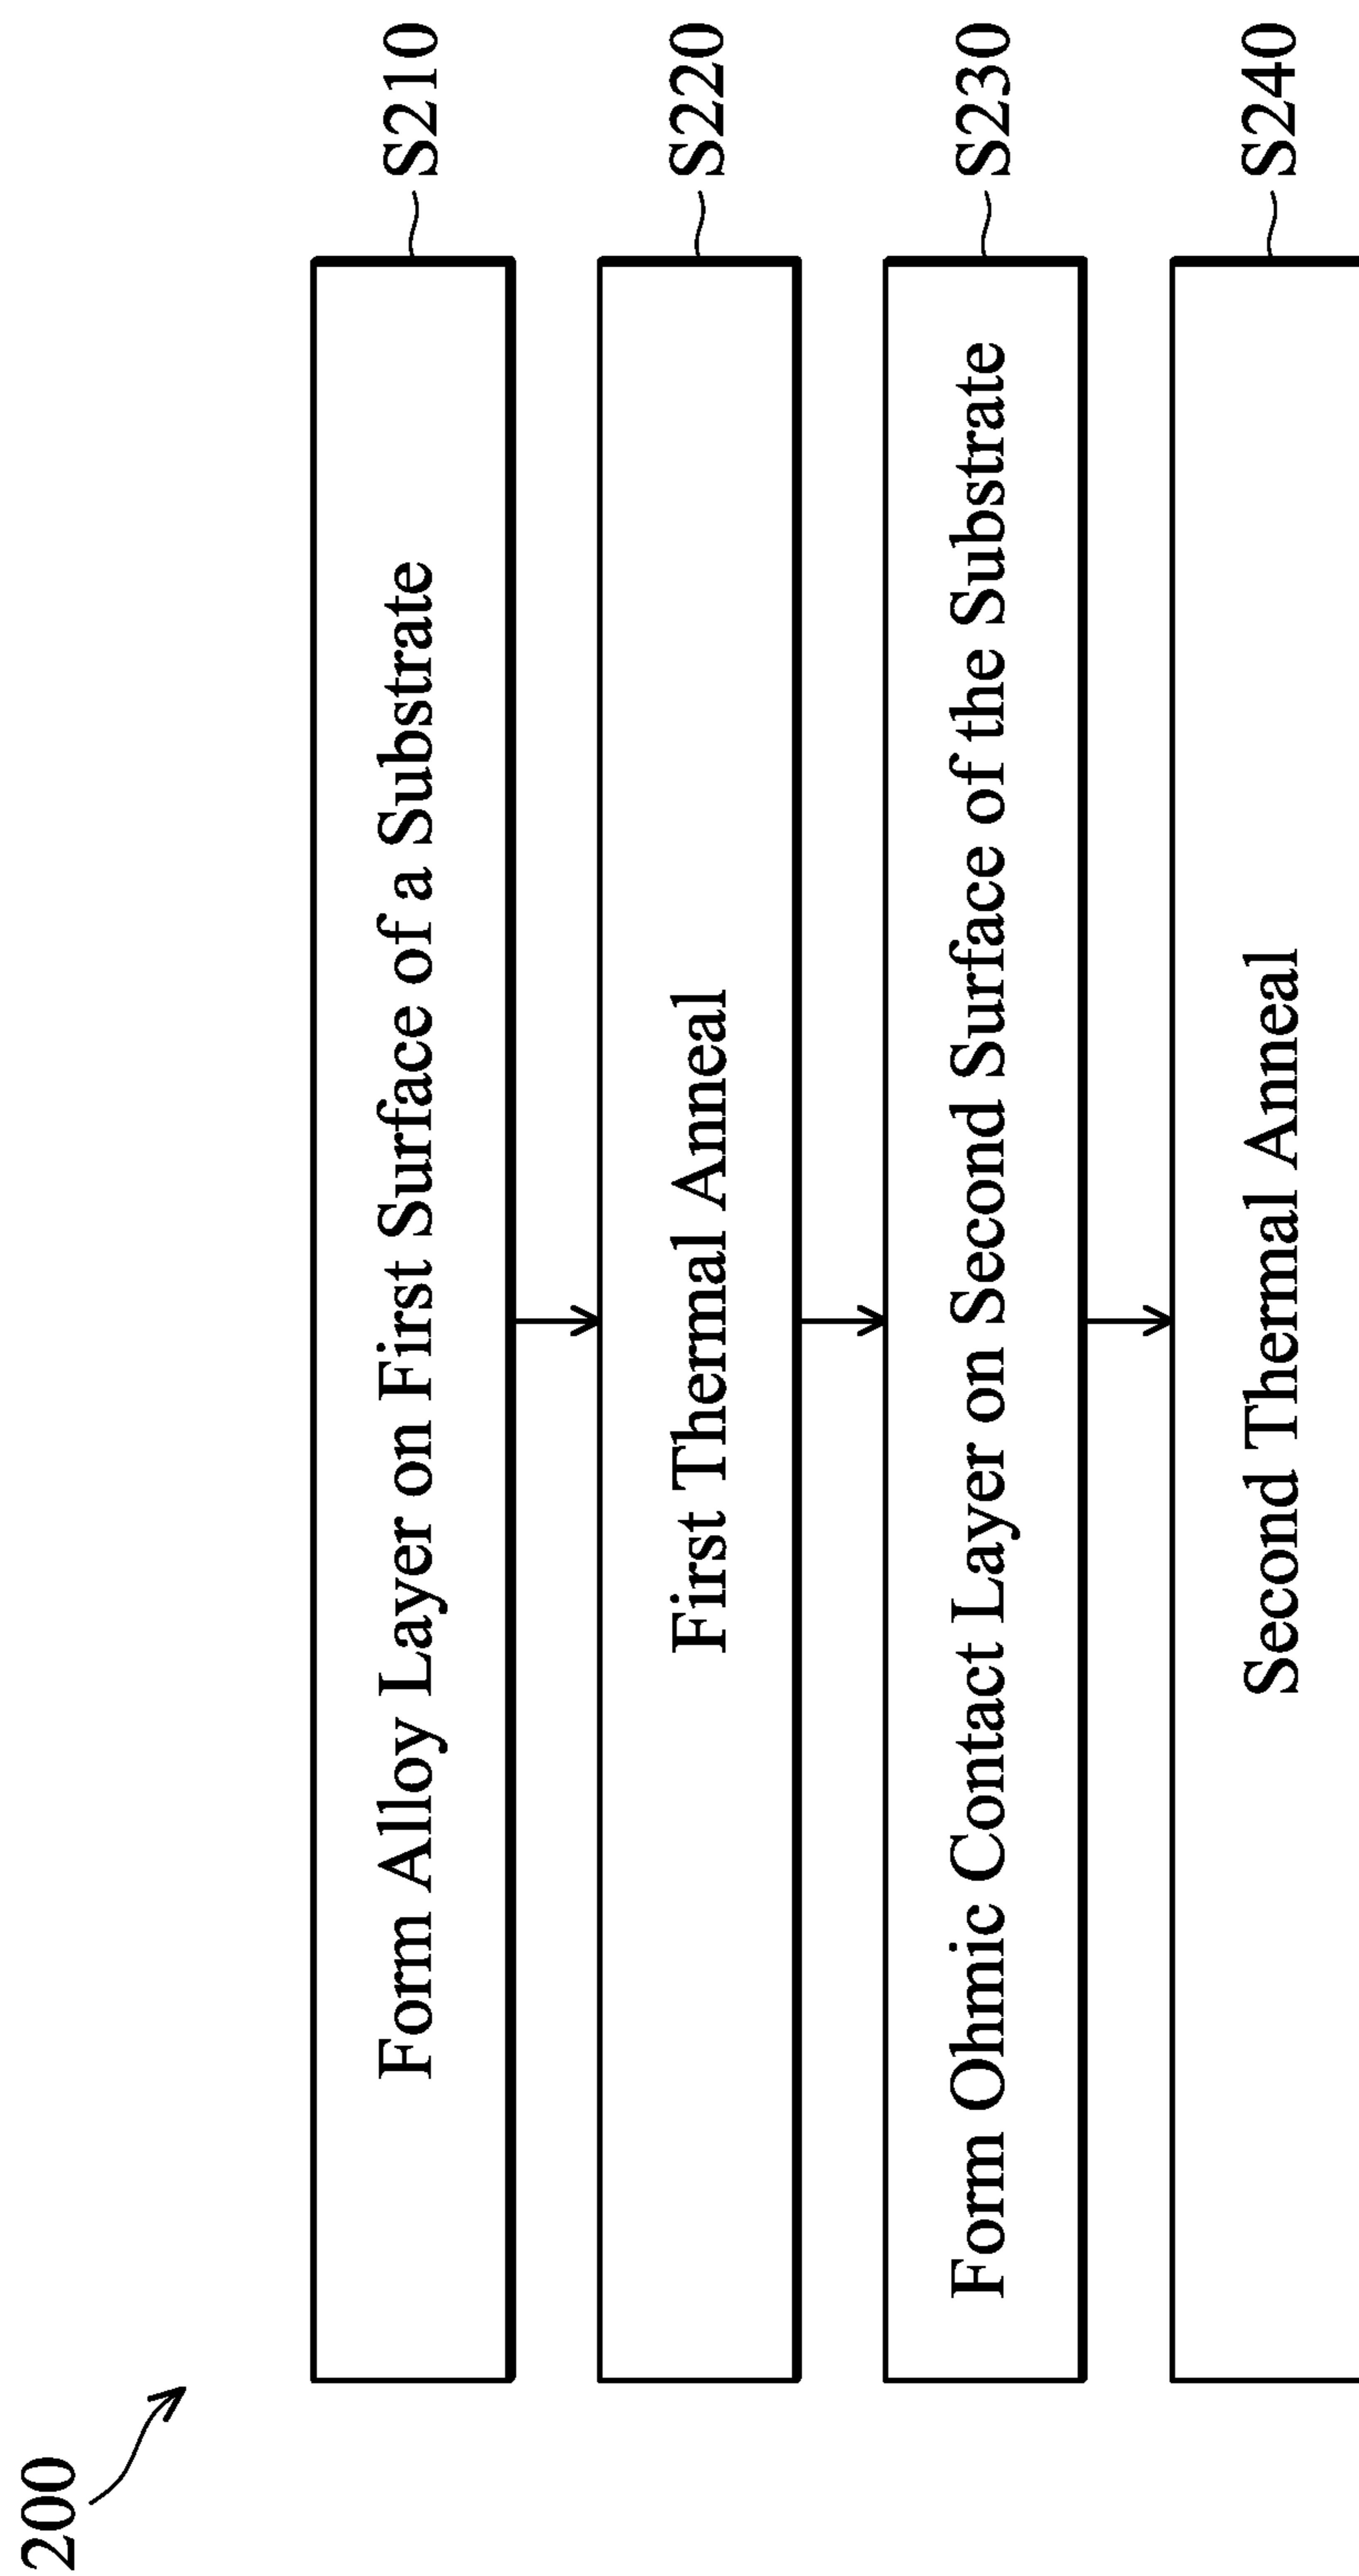 200
Form Alloy Layer on First Surface of a Substrate
S210
First Thermal Anneal
S220
Form Ohmic Contact Layer on Second Surface of the Substrate
S230
Second Thermal Anneal
S240